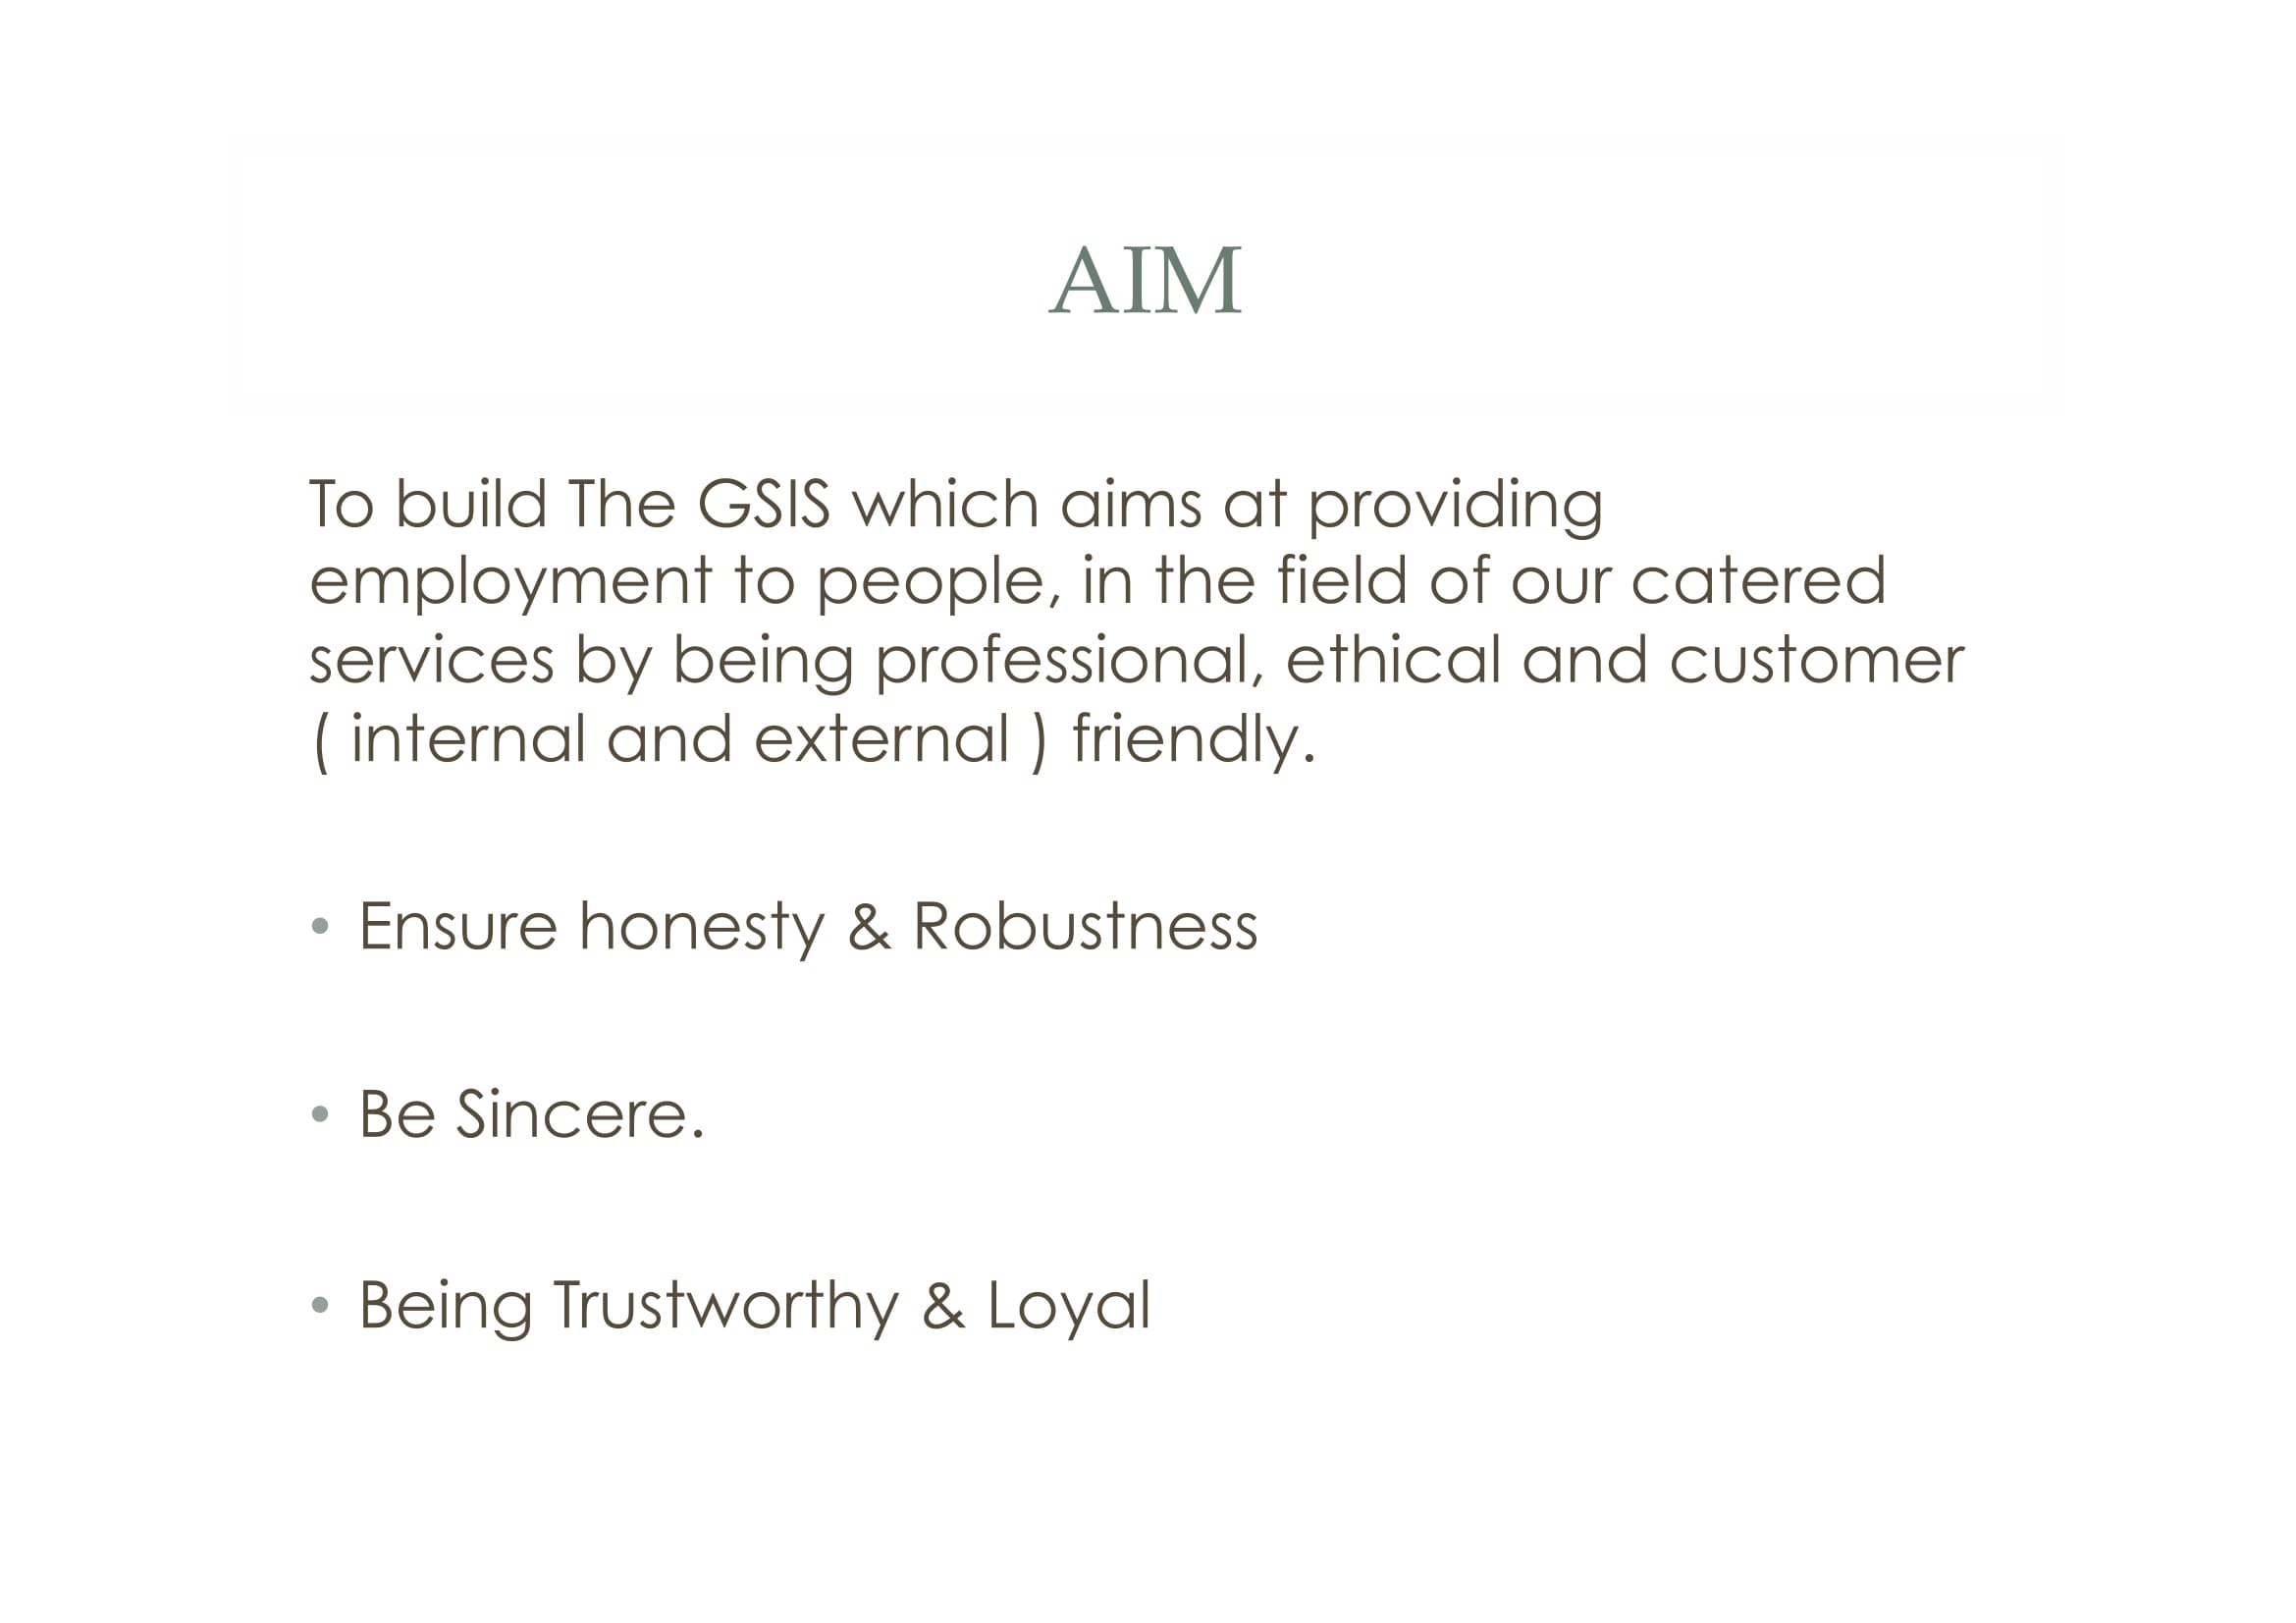 AIM
To build The GSIS which aims at providing
employment to people, in the field of our catered
services by being professional, ethical and customer
( internal and external ) friendly.
• Ensure honesty & Robustness
• Be Sincere.
• Being Trustworthy & Loyal